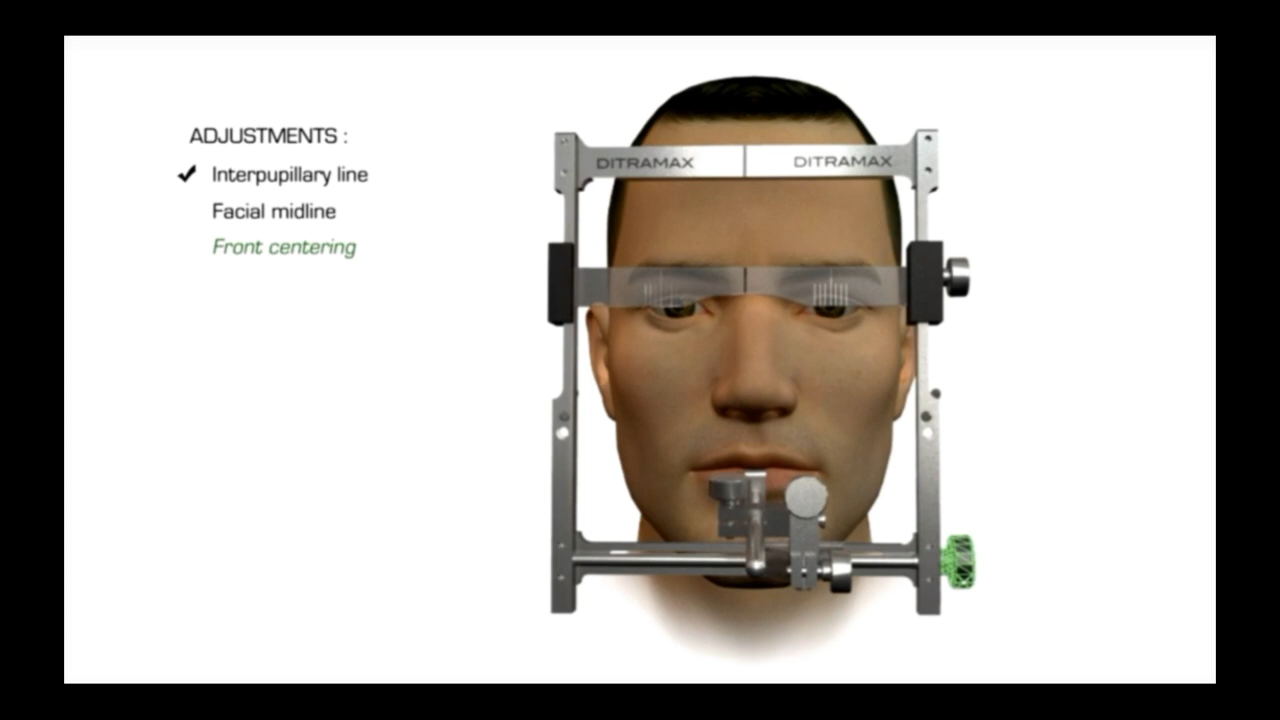 ADJUSTMENTS :
✔ Interpupillary line
Facial midline
Front centering
DITRAMAX DITRAMAX